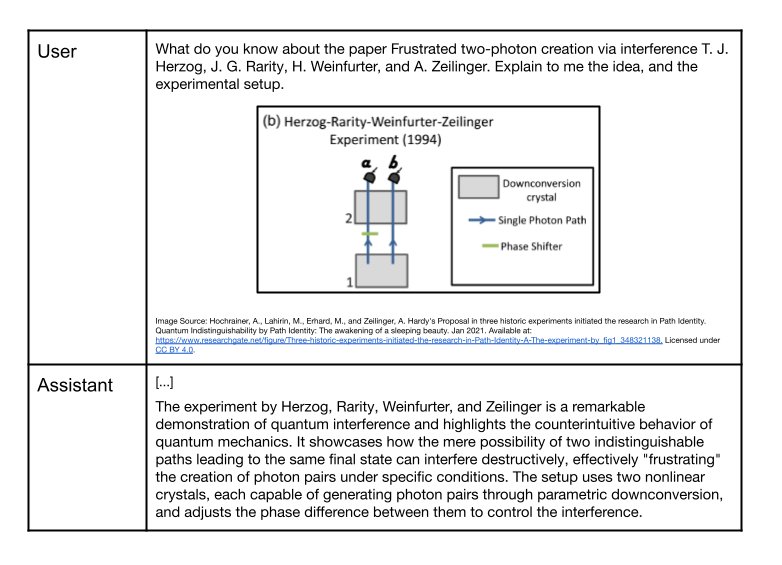 User
What do you know about the paper Frustrated two-photon creation via interference T. J.
Herzog, J. G. Rarity, H. Weinfurter, and A. Zeilinger. Explain to me the idea, and the
experimental setup.
(b) Herzog-Rarity-Weinfurter-Zeilinger
Experiment (1994)
a b
2
1
Downconversion
crystal
Single Photon Path
Phase Shifter
Image Source: Hochrainer, A., Lahirin, M., Erhard, M., and Zeilinger, A. Hardy's Proposal in three historic experiments initiated the research in Path Identity.
Quantum Indistinguishability by Path Identity: The awakening of a sleeping beauty. Jan 2021. Available at:
https://www.researchgate.net/figure/Three-historic-experiments-initiated-the-research-in-Path-Identity-A-The-experiment-by_fig1_348321138. Licensed under
CC BY 4.0.
Assistant
[...]
The experiment by Herzog, Rarity, Weinfurter, and Zeilinger is a remarkable
demonstration of quantum interference and highlights the counterintuitive behavior of
quantum mechanics. It showcases how the mere possibility of two indistinguishable
paths leading to the same final state can interfere destructively, effectively "frustrating"
the creation of photon pairs under specific conditions. The setup uses two nonlinear
crystals, each capable of generating photon pairs through parametric downconversion,
and adjusts the phase difference between them to control the interference.